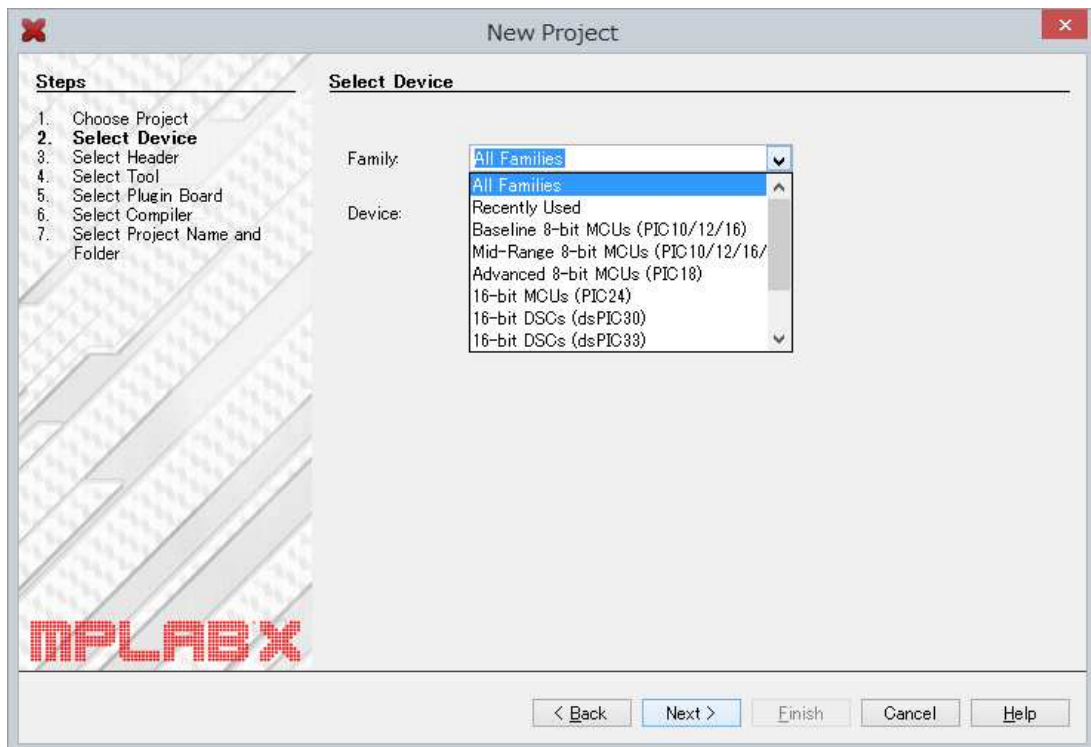 New Project
Steps
1. Choose Project
2. Select Device
3. Select Header
4. Select Tool
5. Select Plugin Board
6. Select Compiler
7. Select Project Name and
Folder
MPLAB X
Select Device
Family:
All Families
All Families
Recently Used
Baseline 8-bit MCUs (PIC10/12/16)
Mid-Range 8-bit MCUs (PIC10/12/16/
Advanced 8-bit MCUs (PIC18)
16-bit MCUs (PIC24)
16-bit DSCs (dsPIC30)
16-bit DSCs (dsPIC33)
Device:
< Back
Next >
Finish
Cancel
Help